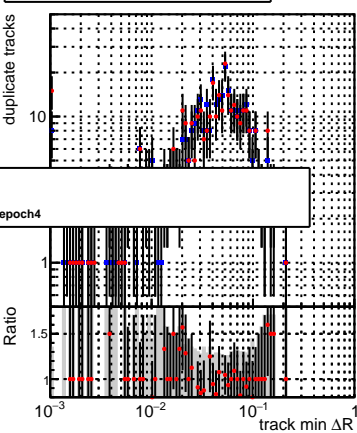 duplicate tracks
10
epoch4
1
Ratio
1.5
1
10⁻³ 10⁻² 10⁻¹ 1
track min ΔR